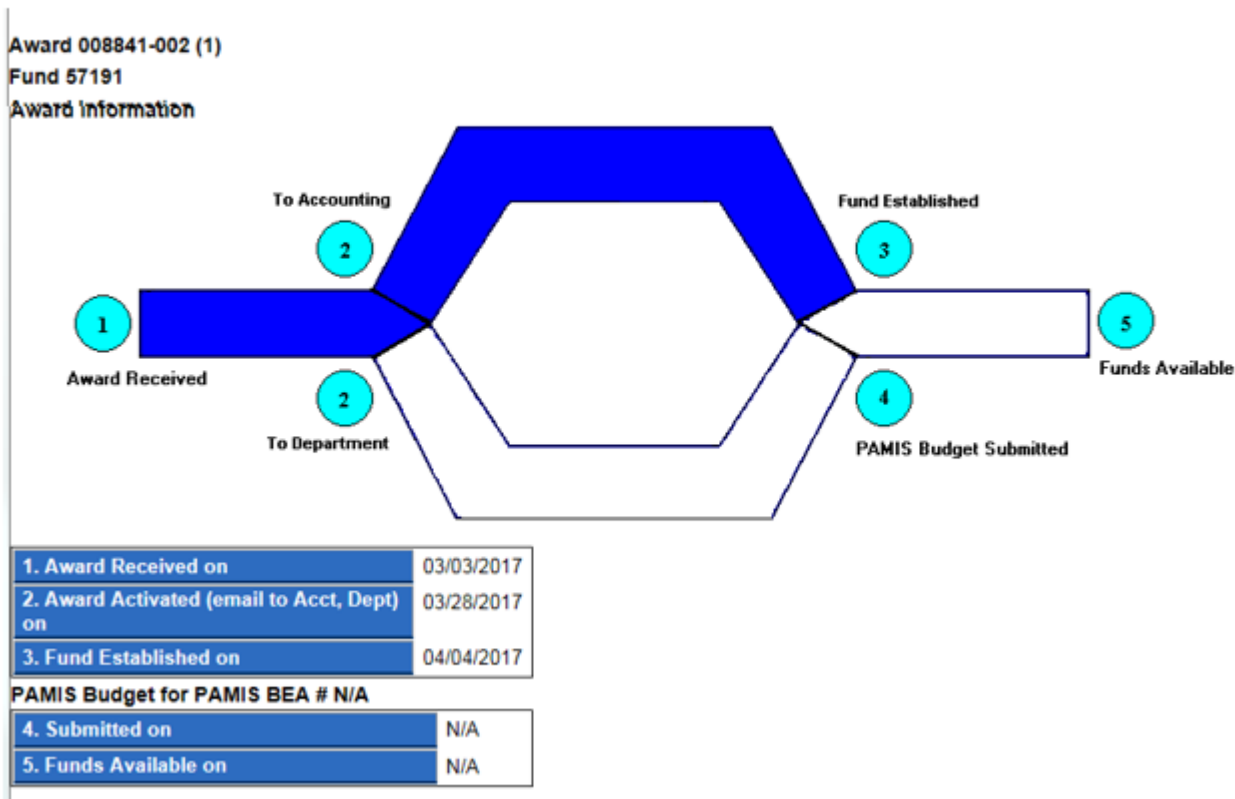 Award 008841-002 (1)
Fund 57191
Award Information
To Accounting
Fund Established
2
3
1
5
Award Received
Funds Available
2
4
To Department
PAMIS Budget Submitted
1. Award Received on 03/03/2017
2. Award Activated (email to Acct, Dept) 03/28/2017
on
3. Fund Established on 04/04/2017
PAMIS Budget for PAMIS BEA # N/A
4. Submitted on N/A
5. Funds Available on N/A